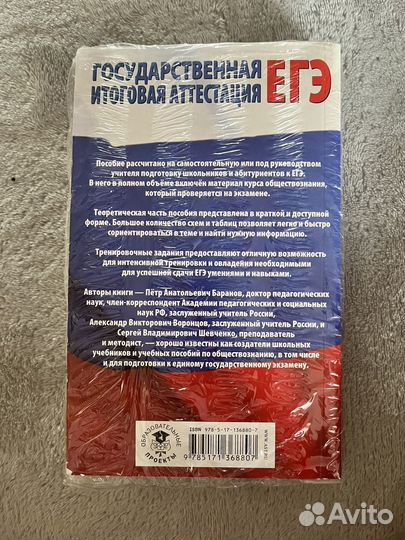 ГОСУДАРСТВЕННАЯ
ИТОГОВАЯ АТТЕСТАЦИЯ
ЕГЭ
Пособие рассчитано на самостоятельную или под руководством
учителя подготовку школьников и абитуриентов к ЕГЭ.
В него в полном объёме включён материал курса обществознания,
который проверяется на экзамене.
Теоретическая часть пособия представлена в краткой и доступной
форме. Большое количество схем и таблиц позволяет легко и быстро
сориентироваться в теме и найти нужную информацию.
Тренировочные задания предоставляют отличную возможность
для интенсивной тренировки и овладения необходимыми
для успешной сдачи ЕГЭ умениями и навыками.
Авторы книги — Пётр Анатольевич Баранов, доктор педагогических
наук, член-корреспондент Академии педагогических и социальных
наук РФ, заслуженный учитель России,
Александр Викторович Воронцов, заслуженный учитель России, и
Сергей Владимирович Шевченко, преподаватель
и методист, — хорошо известны как создатели школьных
учебников и учебных пособий по обществознанию, в том числе
и для подготовки к единому государственному экзамену.
ОБРАЗОВАТЕЛЬНЫЕ
ПРОЕКТЫ
ISBN 978-5-17-136880-7
9 785171 368807
WWW.AST.RU
Avito